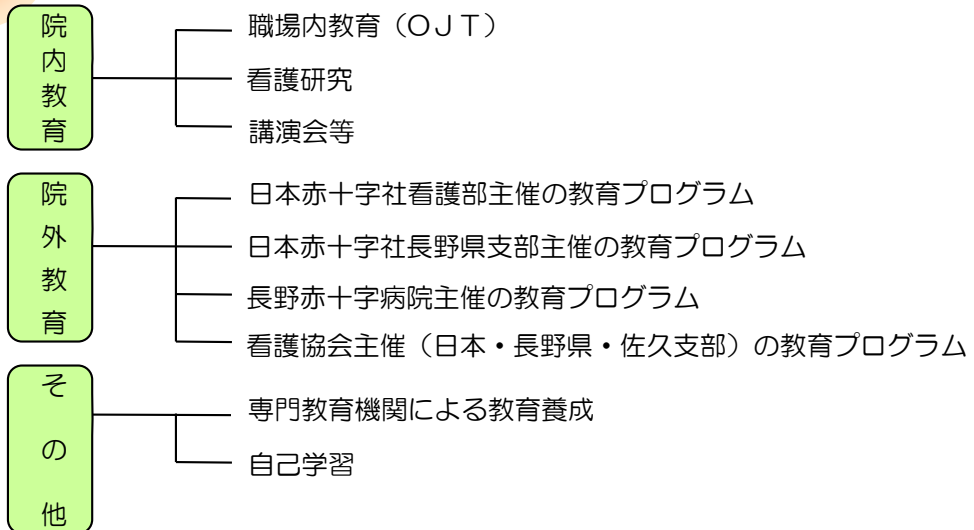 院内教育
職場内教育（ＯＪＴ）
看護研究
講演会等
院外教育
日本赤十字社看護部主催の教育プログラム
日本赤十字社長野県支部主催の教育プログラム
長野赤十字病院主催の教育プログラム
看護協会主催（日本・長野県・佐久支部）の教育プログラム
その他
専門教育機関による教育養成
自己学習